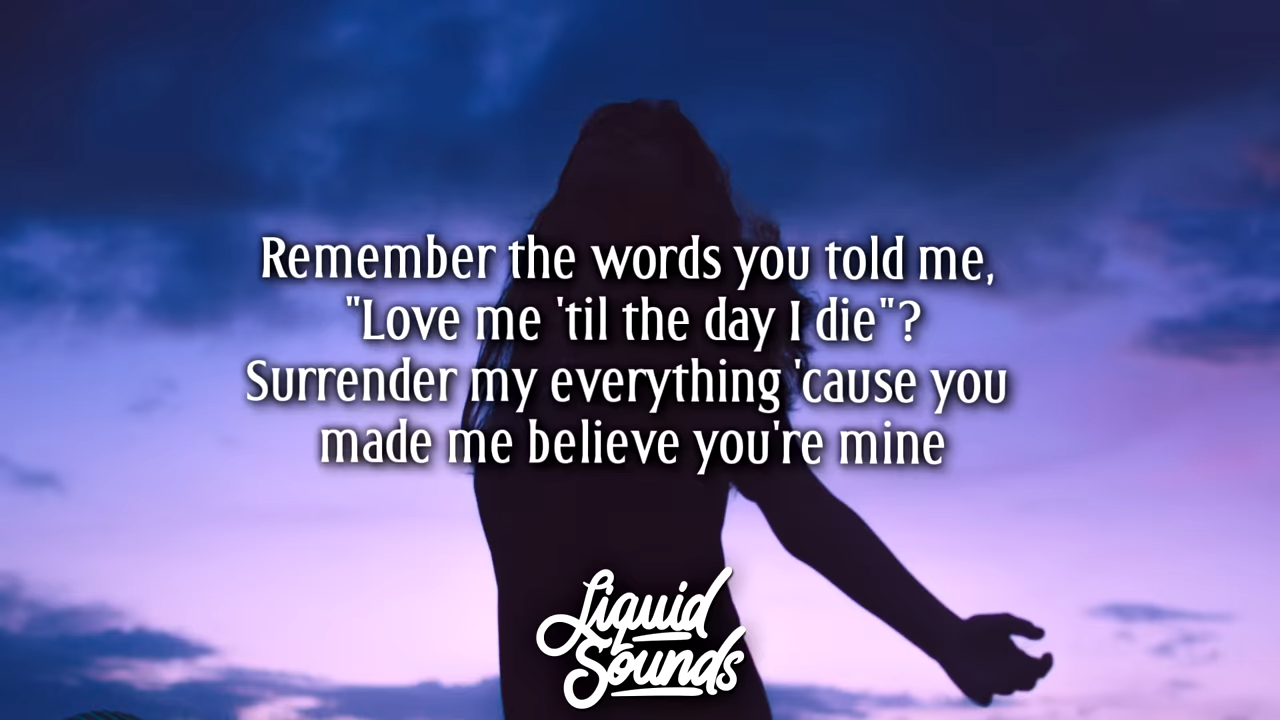 Remember the words you told me,
"Love me 'til the day I die"?
Surrender my everything 'cause you
made me believe you're mine
Liquid
Sounds